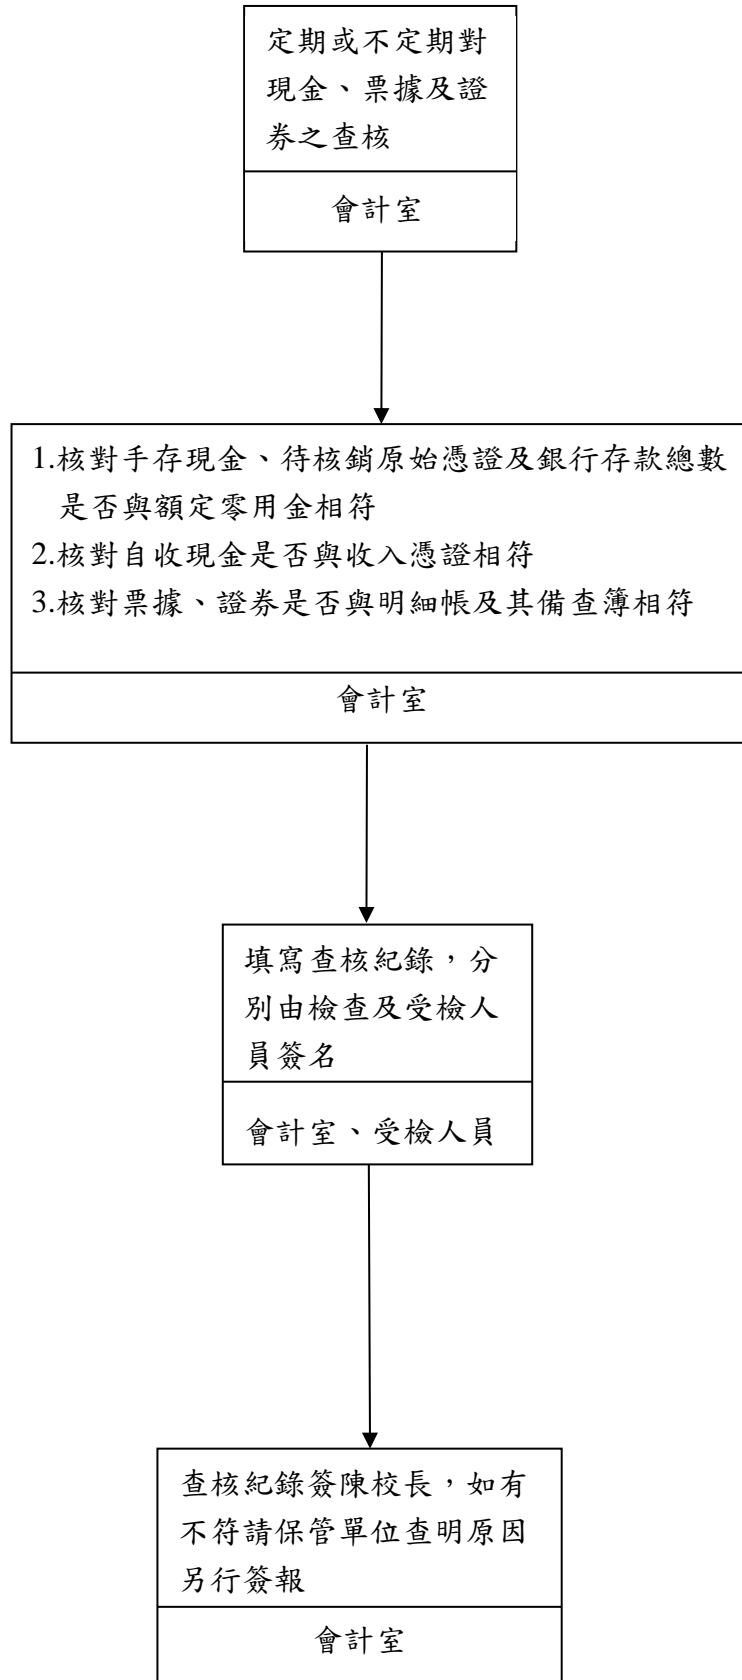 定期或不定期對
現金、票據及證
券之查核
會計室
1.核對手存現金、待核銷原始憑證及銀行存款總數
是否與額定零用金相符
2.核對自收現金是否與收入憑證相符
3.核對票據、證券是否與明細帳及其備查簿相符
會計室
填寫查核紀錄，分
別由檢查及受檢人
員簽名
會計室、受檢人員
查核紀錄簽陳校長，如有
不符請保管單位查明原因
另行簽報
會計室